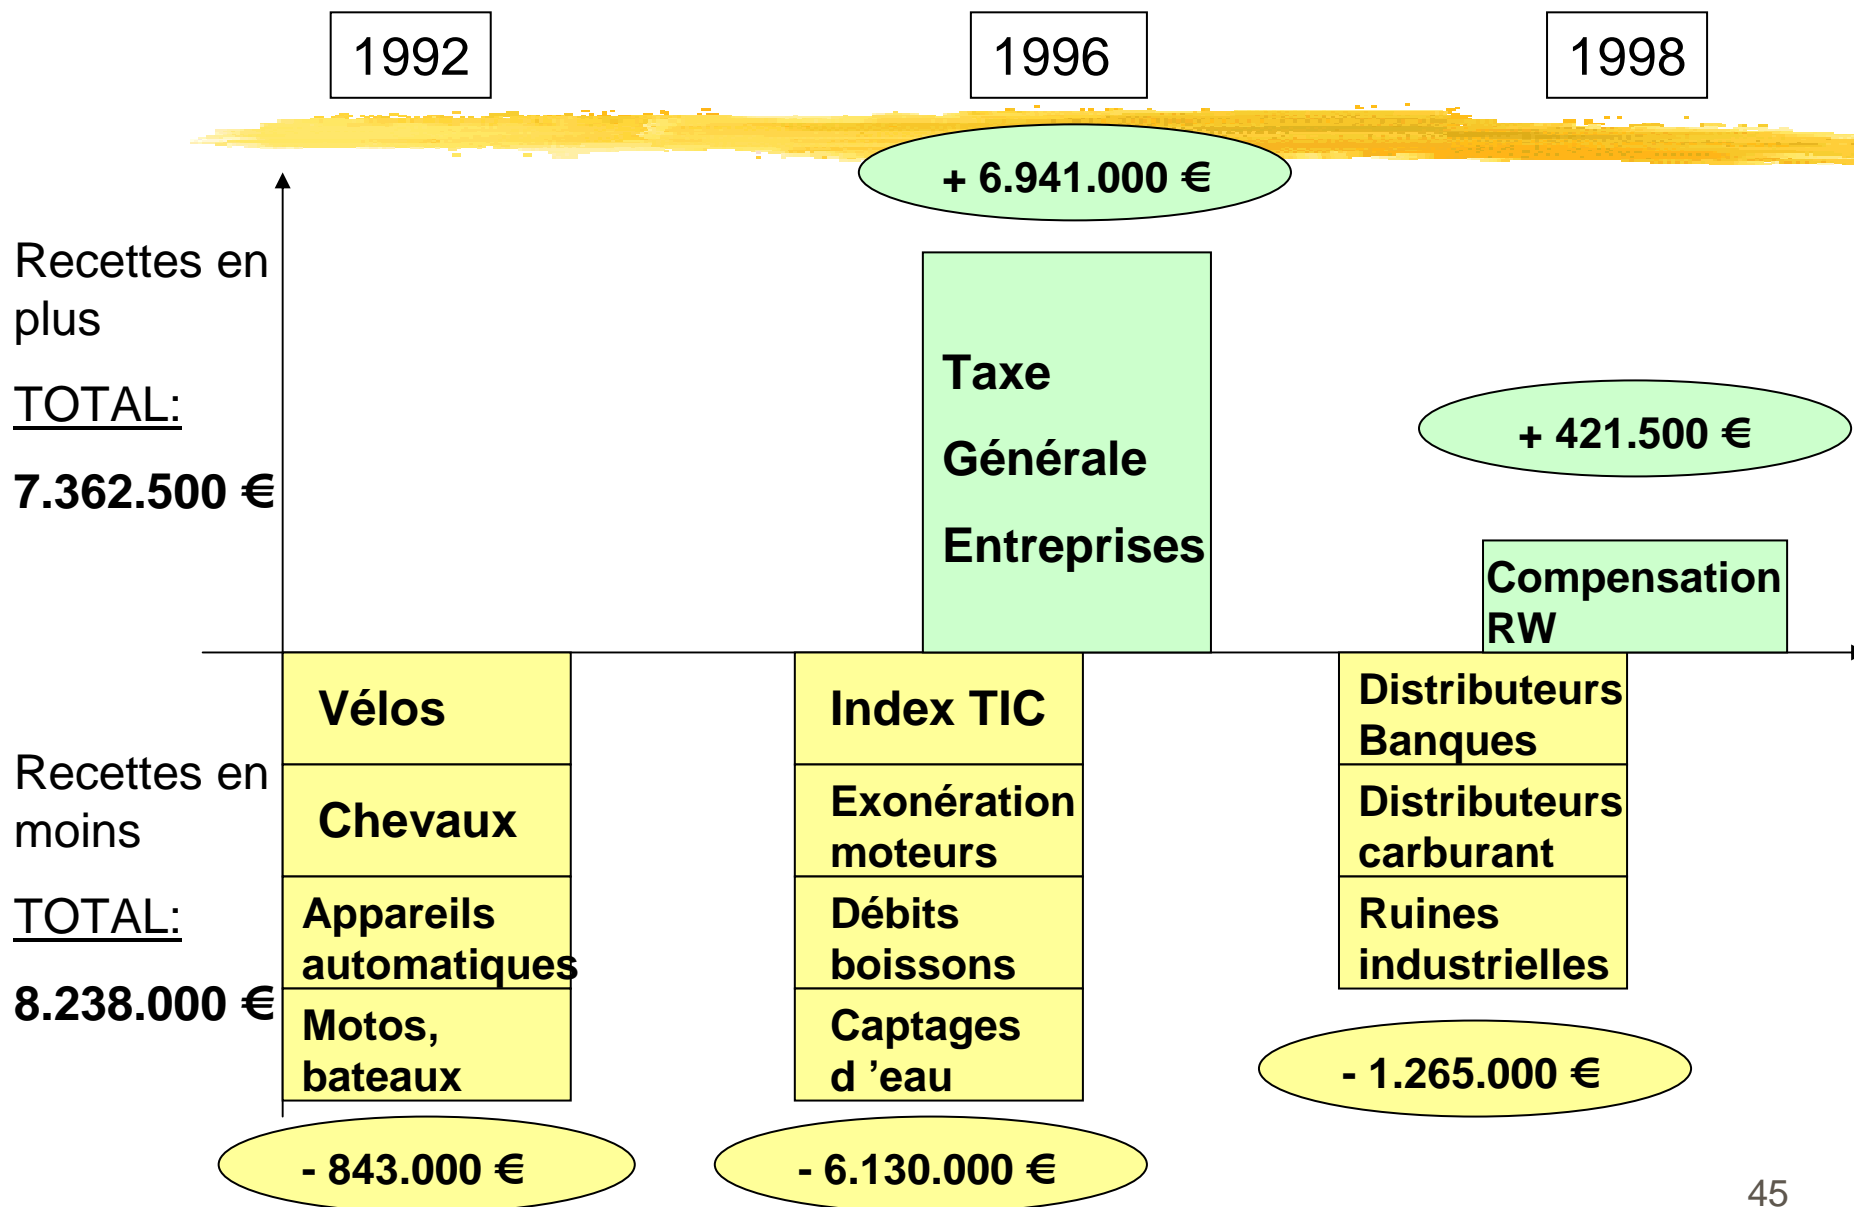 1992
1996
1998
+ 6.941.000 €
Recettes en
plus
TOTAL:
7.362.500 €
Taxe
Générale
Entreprises
+ 421.500 €
Compensation
RW
Recettes en
moins
TOTAL:
8.238.000 €
Vélos
Chevaux
Appareils
automatiques
Motos,
bateaux
- 843.000 €
Index TIC
Exonération
moteurs
Débits
boissons
Captages
d ’eau
- 6.130.000 €
Distributeurs
Banques
Distributeurs
carburant
Ruines
industrielles
- 1.265.000 €
45